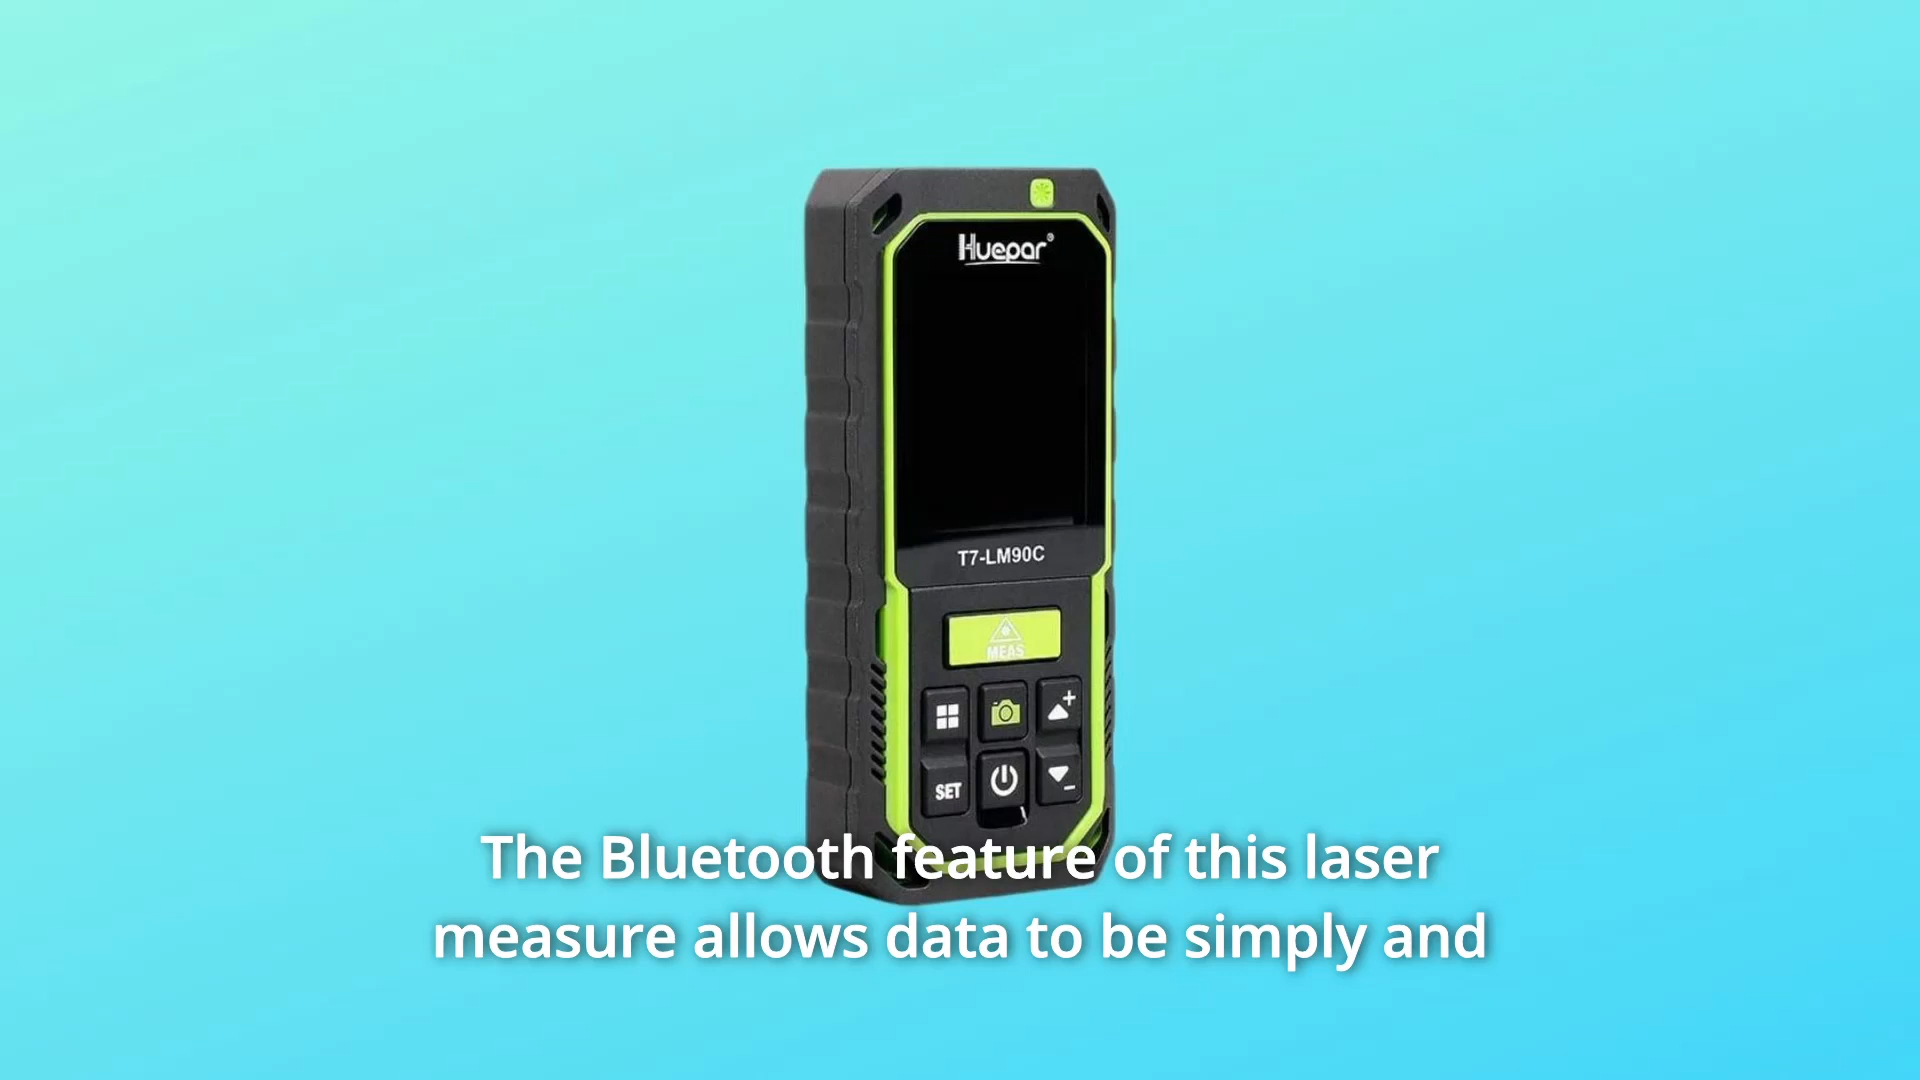 Huepar®
T7-LM90C
MEAS
+
SET
-
The Bluetooth feature of this laser
measure allows data to be simply and